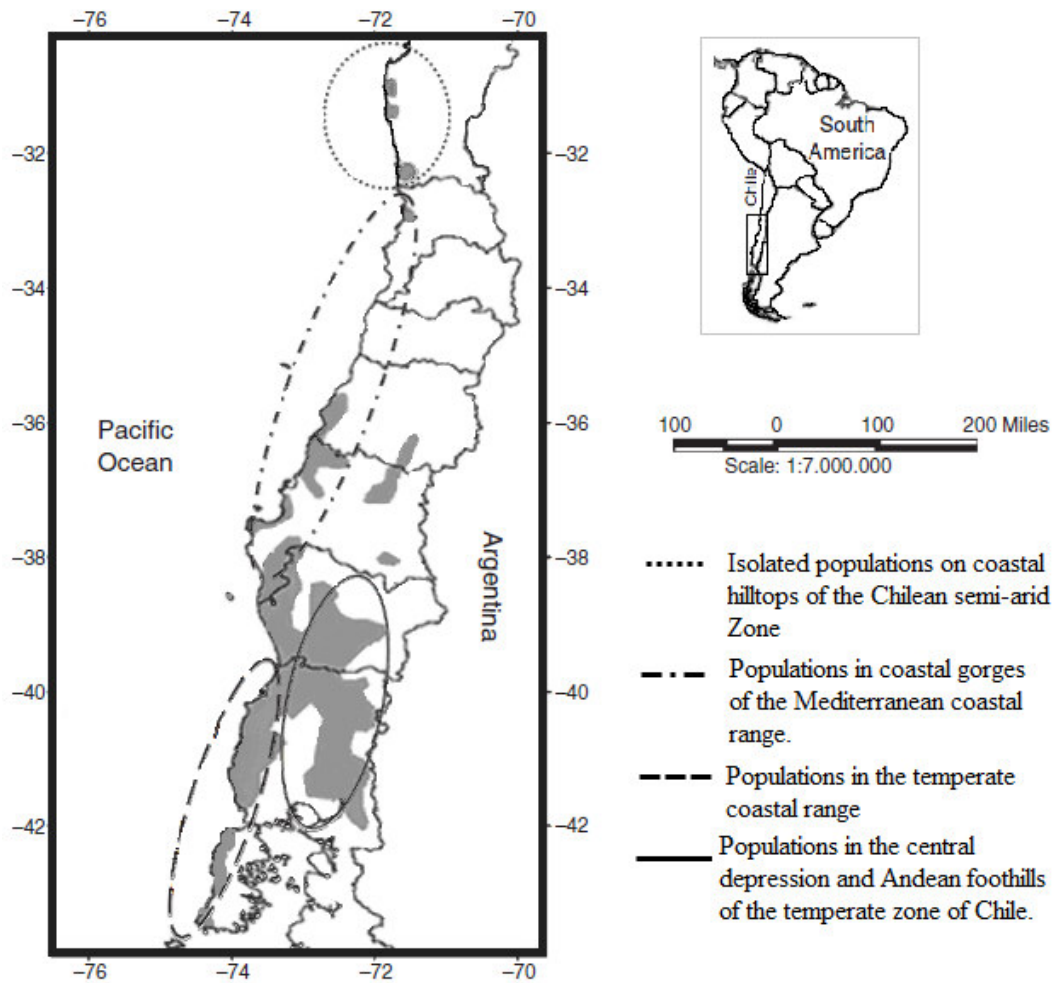 −76 −74 −72 −70
−32 −32
−34 −34
−36 −36
−38 −38
−40 −40
−42 −42
−76 −74 −72 −70
Pacific
Ocean
Argentina
South
America
Chile
100 0 100 200 Miles
Scale: 1:7.000.000
Isolated populations on coastal
hilltops of the Chilean semi-arid
Zone
Populations in coastal gorges
of the Mediterranean coastal
range.
Populations in the temperate
coastal range
Populations in the central
depression and Andean foothills
of the temperate zone of Chile.